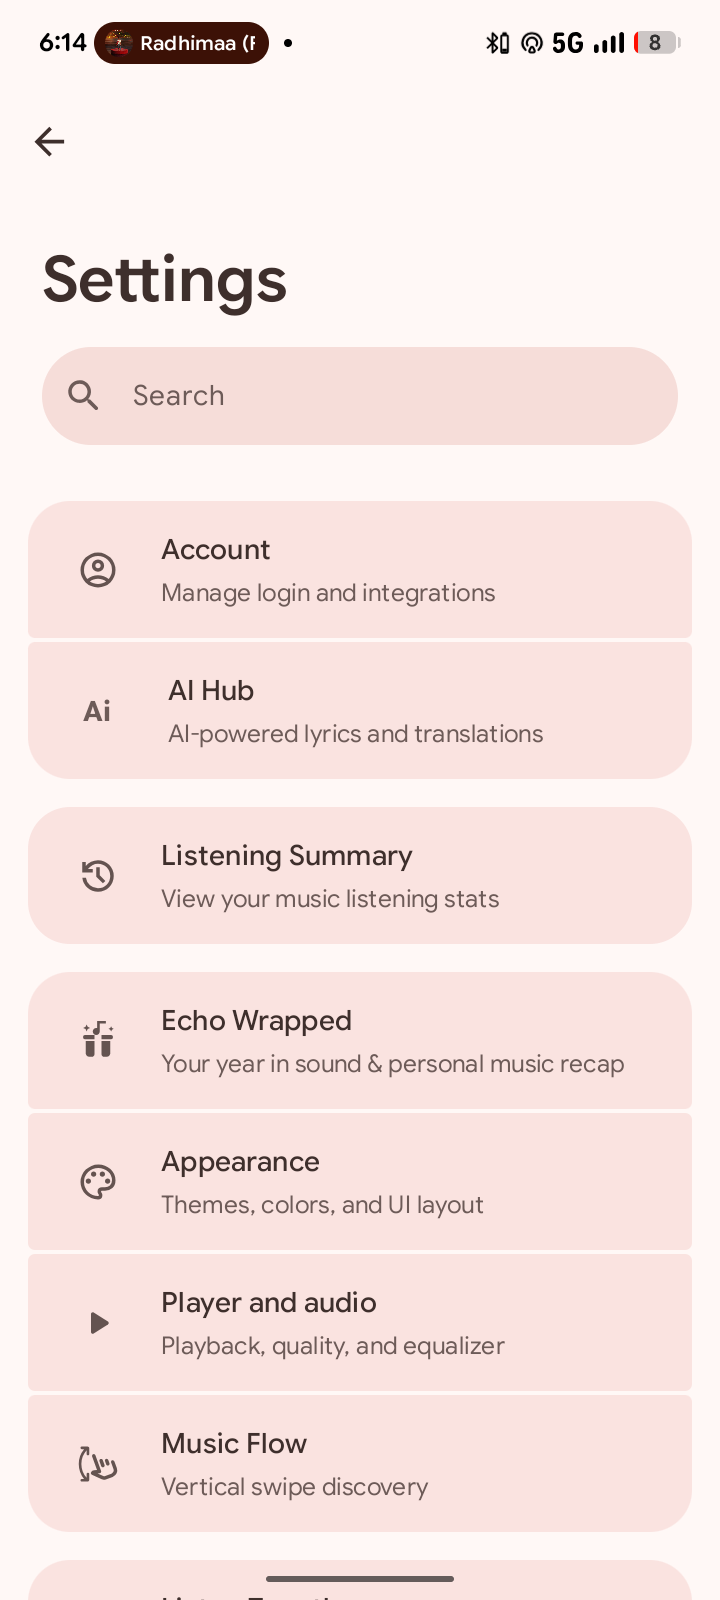 6:14 Radhimaa (F 5G 8
Settings
Search
Account
Manage login and integrations
Ai
AI Hub
AI-powered lyrics and translations
Listening Summary
View your music listening stats
Echo Wrapped
Your year in sound & personal music recap
Appearance
Themes, colors, and UI layout
Player and audio
Playback, quality, and equalizer
Music Flow
Vertical swipe discovery